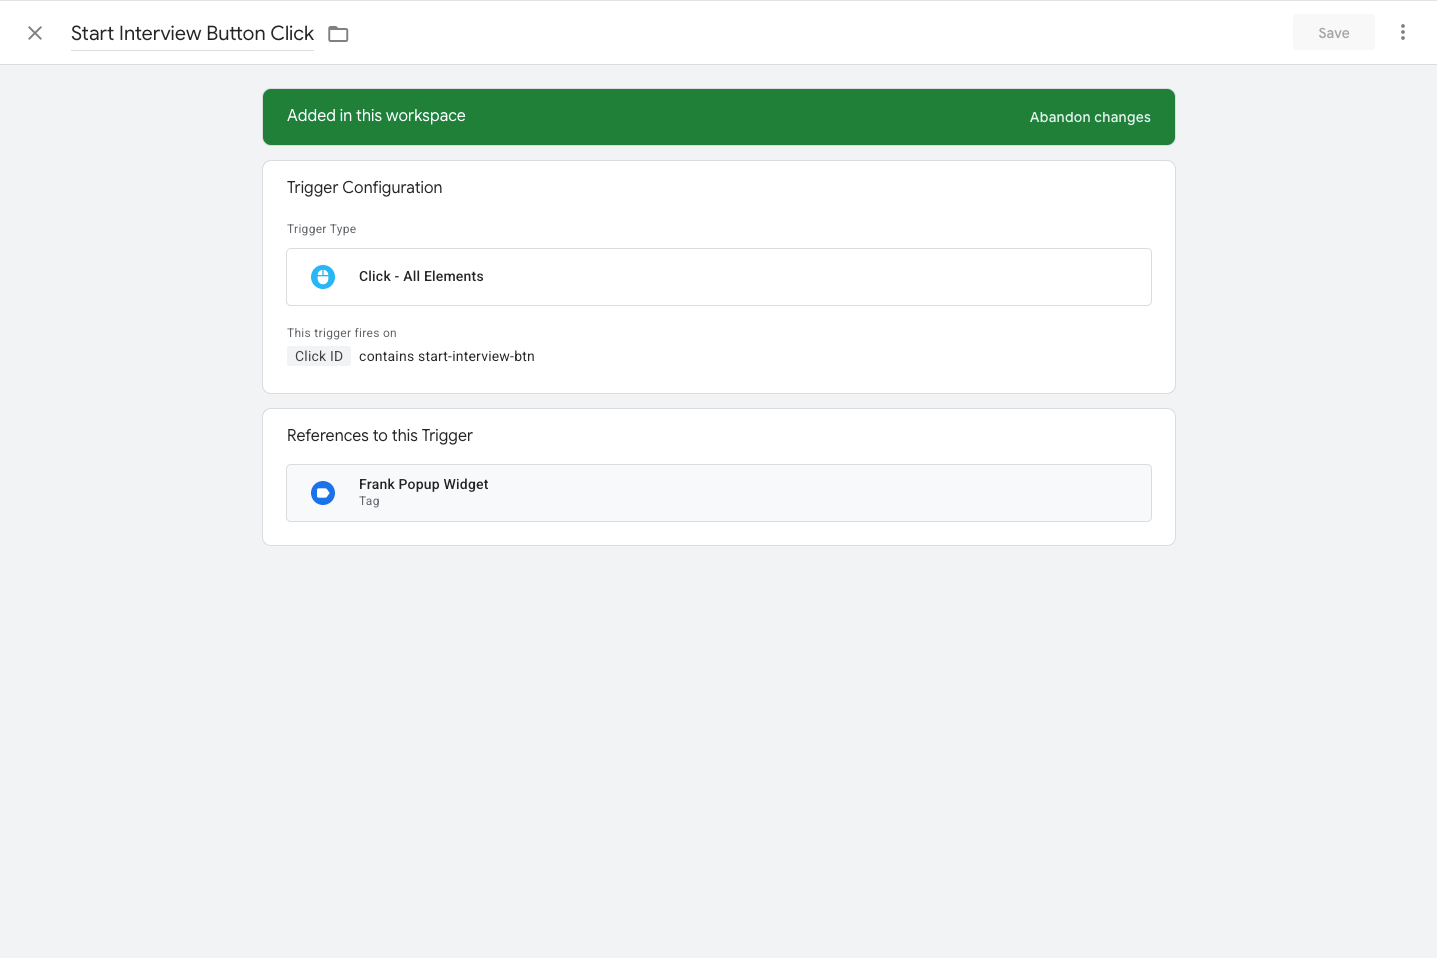 Start Interview Button Click
Save
Added in this workspace
Abandon changes
Trigger Configuration
Trigger Type
Click - All Elements
This trigger fires on
Click ID contains start-interview-btn
References to this Trigger
Frank Popup Widget
Tag